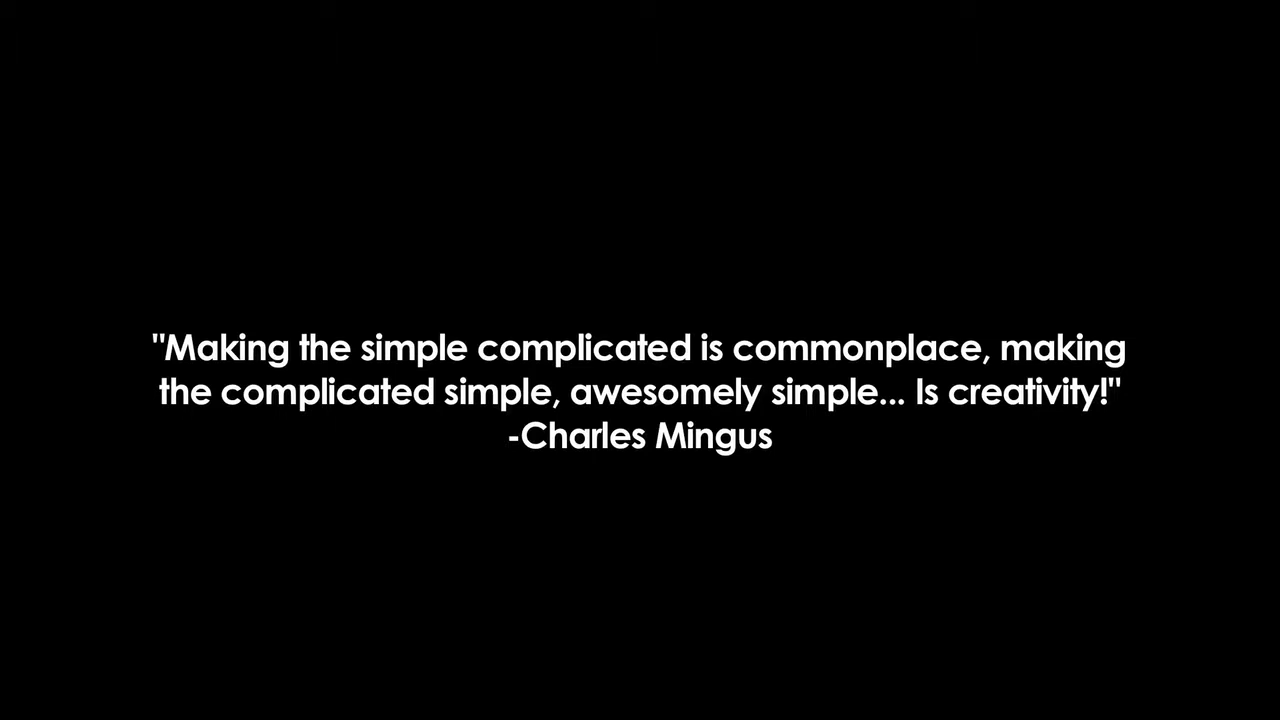 "Making the simple complicated is commonplace, making
the complicated simple, awesomely simple... Is creativity!"
-Charles Mingus